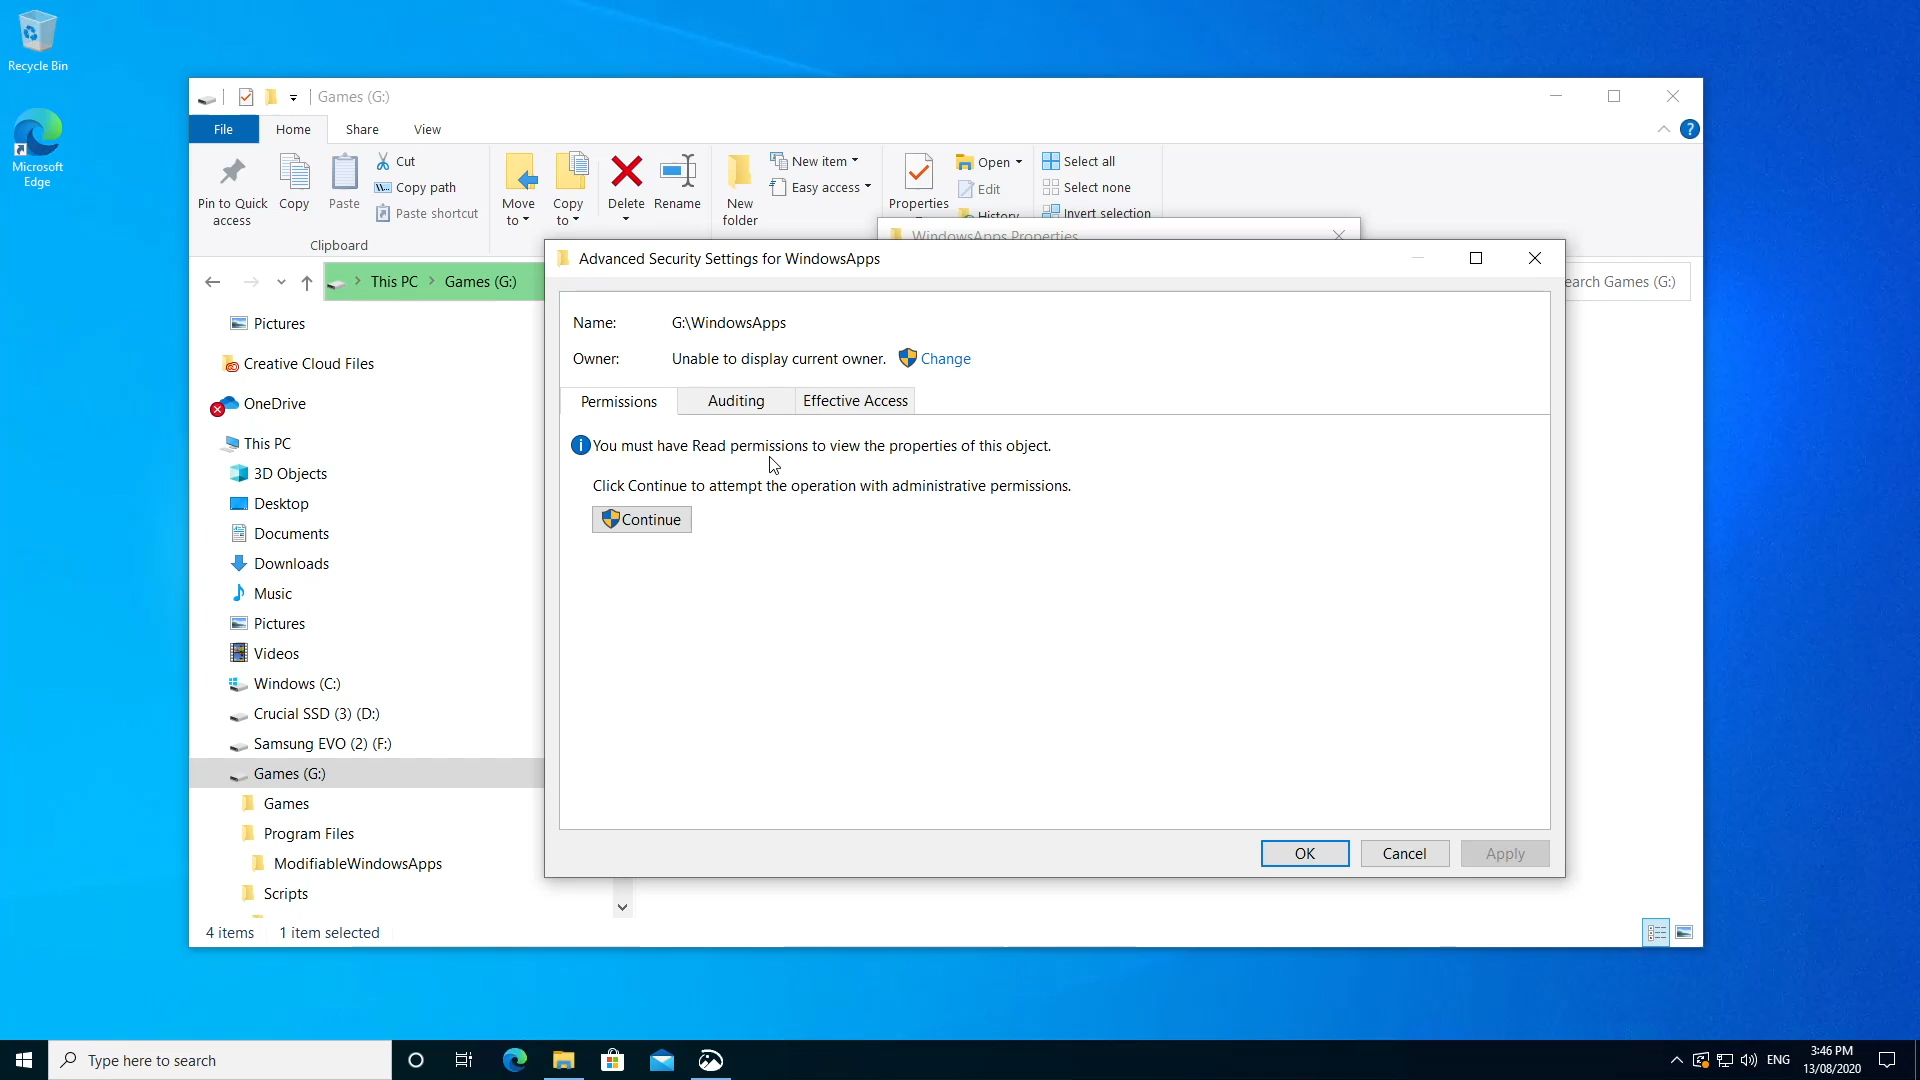 Recycle Bin
Microsoft
Edge
Games (G:)
File
Home
Share
View
Pin to Quick
access
Copy
Paste
Cut
Copy path
Paste shortcut
Clipboard
Move
to
Copy
to
Delete
Rename
New
folder
New item
Easy access
Properties
Open
Edit
History
Select all
Select none
Invert selection
WindowsApps Properties
This PC
Games (G:)
earch Games (G:)
Pictures
Creative Cloud Files
OneDrive
This PC
3D Objects
Desktop
Documents
Downloads
Music
Pictures
Videos
Windows (C:)
Crucial SSD (3) (D:)
Samsung EVO (2) (F:)
Games (G:)
Games
Program Files
ModifiableWindowsApps
Scripts
4 items
1 item selected
Advanced Security Settings for WindowsApps
Name:
G:\WindowsApps
Owner:
Unable to display current owner.
Change
Permissions
Auditing
Effective Access
You must have Read permissions to view the properties of this object.
Click Continue to attempt the operation with administrative permissions.
Continue
OK
Cancel
Apply
Type here to search
ENG
3:46 PM
13/08/2020